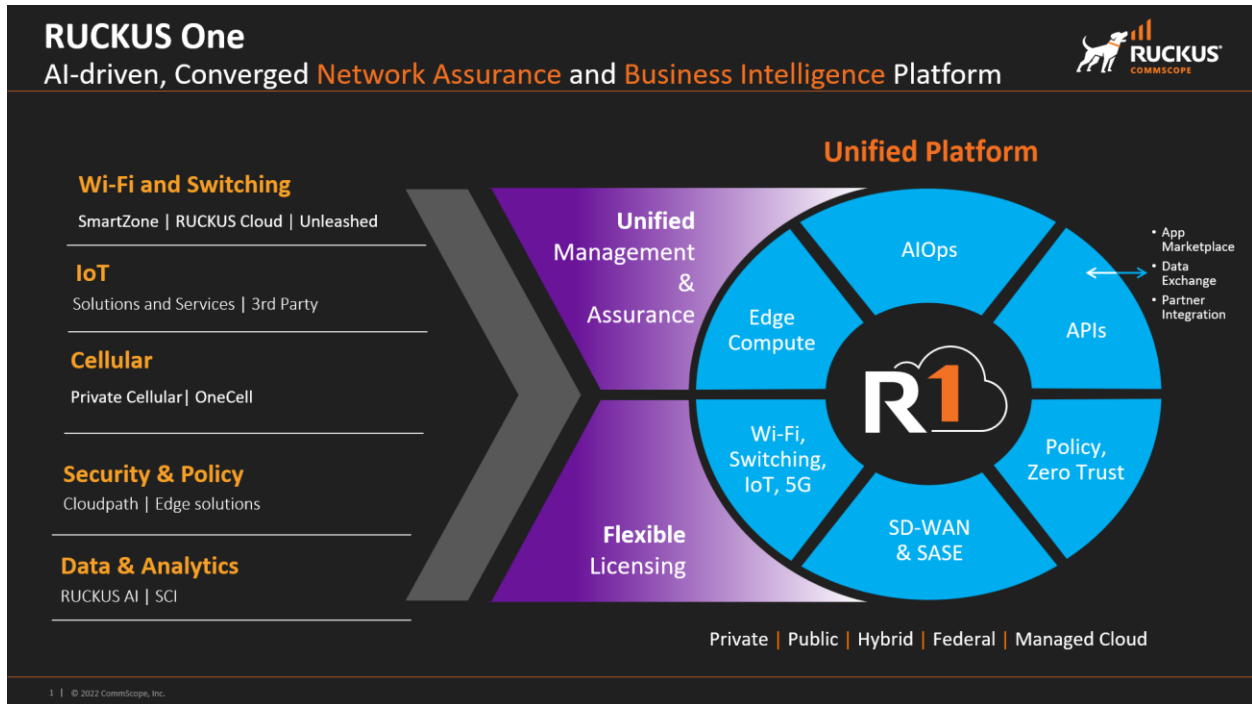 RUCKUS One
AI-driven, Converged Network Assurance and Business Intelligence Platform
RUCKUS
COMMSCOPE
Wi-Fi and Switching
SmartZone | RUCKUS Cloud | Unleashed
IoT
Solutions and Services | 3rd Party
Cellular
Private Cellular| OneCell
Security & Policy
Cloudpath | Edge solutions
Data & Analytics
RUCKUS AI | SCI
Unified
Management
&
Assurance
Flexible
Licensing
Unified Platform
AIOps
APIs
Policy,
Zero Trust
SD-WAN
& SASE
Wi-Fi,
Switching,
IoT, 5G
Edge
Compute
R1
• App
Marketplace
• Data
Exchange
• Partner
Integration
Private | Public | Hybrid | Federal | Managed Cloud
1 | © 2022 CommScope, Inc.